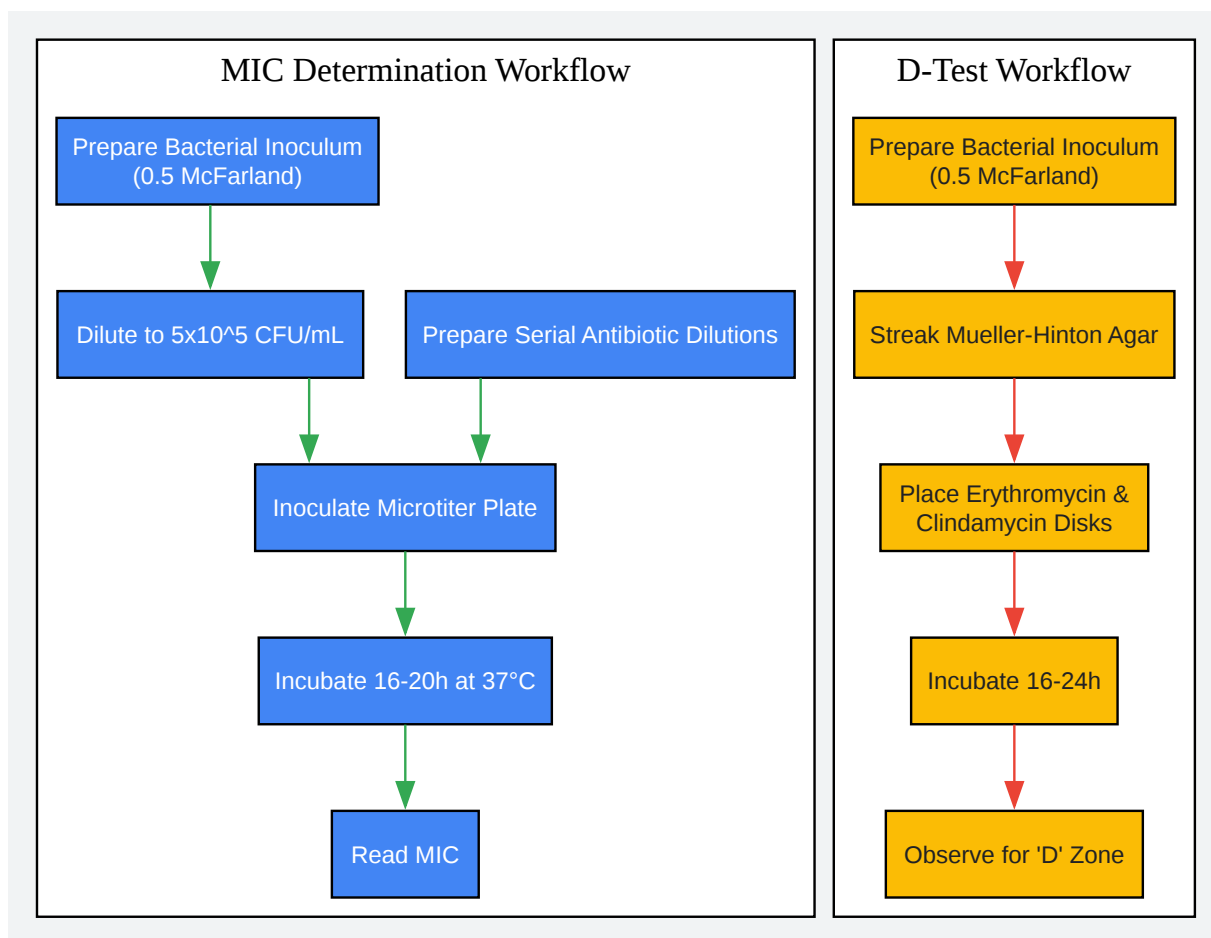 MIC Determination Workflow
Prepare Bacterial Inoculum
(0.5 McFarland)
Dilute to 5x10^5 CFU/mL
Prepare Serial Antibiotic Dilutions
Inoculate Microtiter Plate
Incubate 16-20h at 37°C
Read MIC
D-Test Workflow
Prepare Bacterial Inoculum
(0.5 McFarland)
Streak Mueller-Hinton Agar
Place Erythromycin &
Clindamycin Disks
Incubate 16-24h
Observe for 'D' Zone